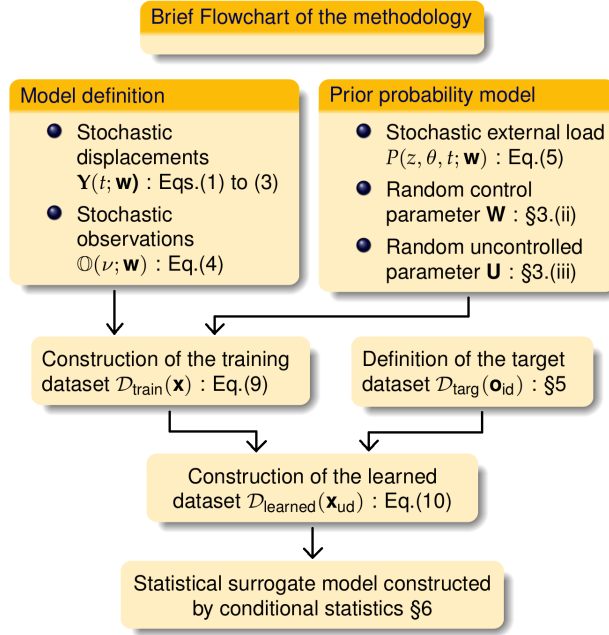 Brief Flowchart of the methodology
Model definition
Stochastic
displacements
Y(t; w) : Eqs.(1) to (3)
Stochastic
observations
𝕆(ν; w) : Eq.(4)
Prior probability model
Stochastic external load
P(z, θ, t; w) : Eq.(5)
Random control
parameter W : §3.(ii)
Random uncontrolled
parameter U : §3.(iii)
Construction of the training
dataset 𝒟train(x) : Eq.(9)
Definition of the target
dataset 𝒟targ(oid) : §5
Construction of the learned
dataset 𝒟learned(xud) : Eq.(10)
Statistical surrogate model constructed
by conditional statistics §6